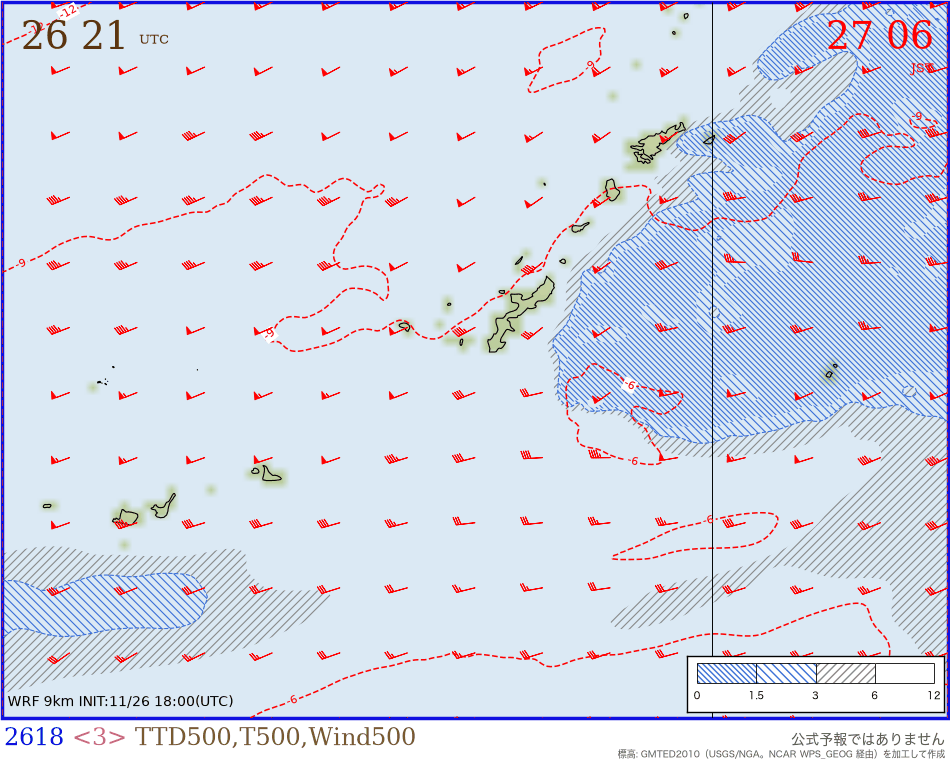 -12
-12
26 21 UTC
27 06
JST
-9
-9
-9
-9
-6
-6
-6
-6
WRF 9km INIT:11/26 18:00(UTC)
0 1.5 3 6 12
2618 <3> TTD500,T500,Wind500
公式予報ではありません
標高: GMTED2010（USGS/NGA。NCAR WPS_GEOG 経由）を加工して作成